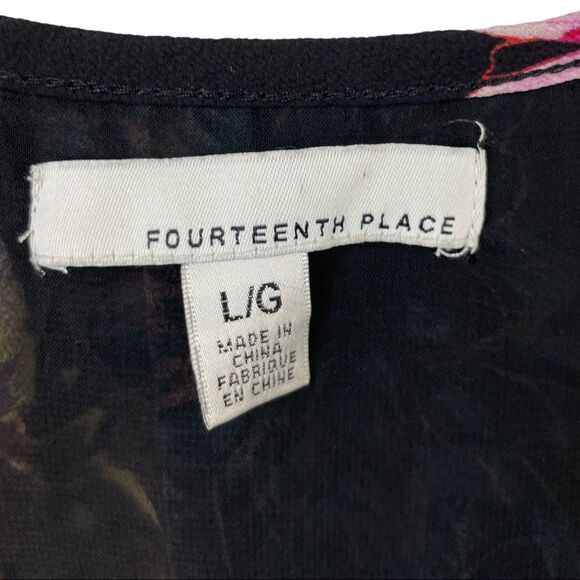 FOURTEENTH PLACE
L/G
MADE IN
CHINA
FABRIQUE
EN CHINE